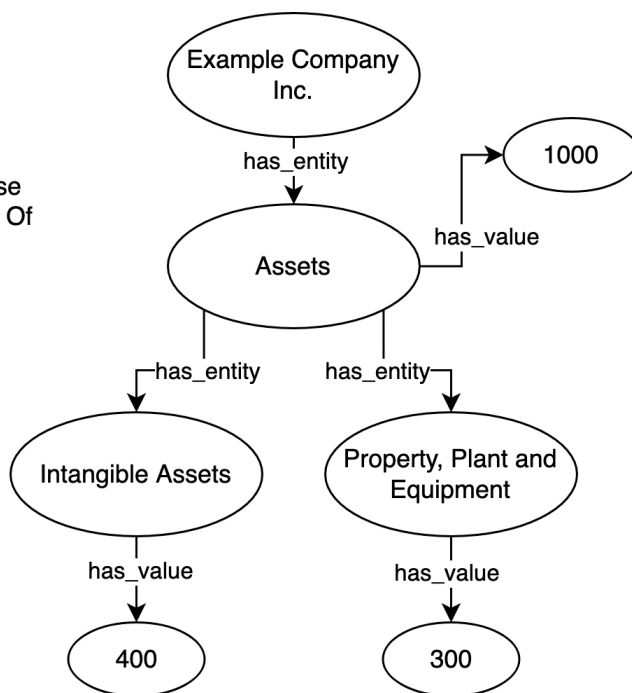 Example Company
Inc.
has_entity
1000
Of
has_value
Assets
has_entity
has_entity
Intangible Assets
Property, Plant and
Equipment
has_value
has_value
400
300